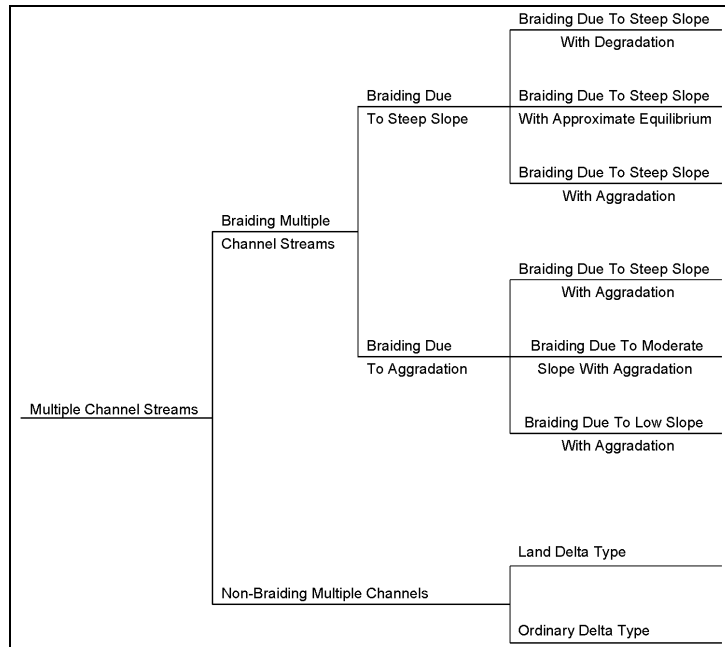 Braiding Due To Steep Slope
With Degradation
Braiding Due
To Steep Slope
Braiding Due To Steep Slope
With Approximate Equilibrium
Braiding Due To Steep Slope
With Aggradation
Braiding Multiple
Channel Streams
Braiding Due To Steep Slope
With Aggradation
Braiding Due
To Aggradation
Braiding Due To Moderate
Slope With Aggradation
Multiple Channel Streams
Braiding Due To Low Slope
With Aggradation
Land Delta Type
Non-Braiding Multiple Channels
Ordinary Delta Type